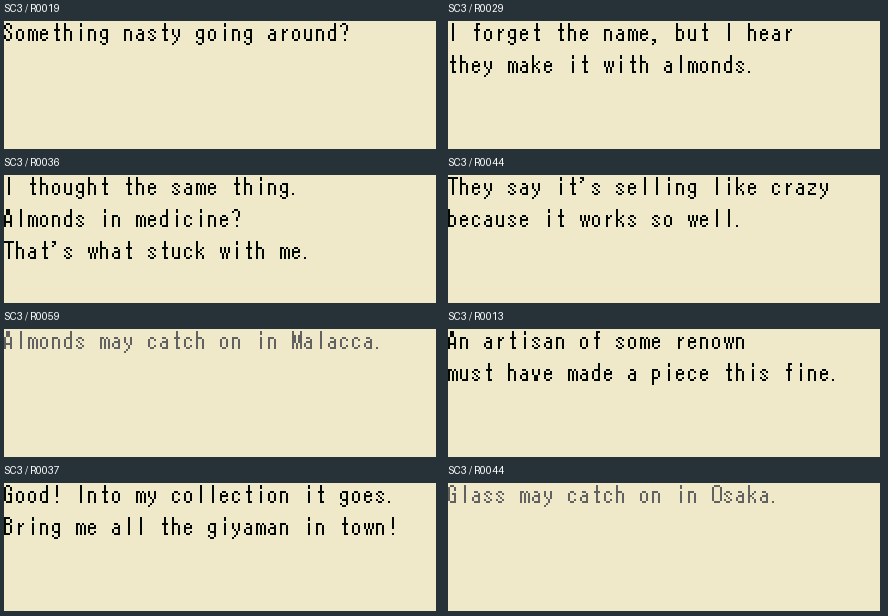 SC3 / R0019
Something nasty going around?
SC3 / R0029
I forget the name, but I hear
they make it with almonds.
SC3 / R0036
I thought the same thing.
Almonds in medicine?
That's what stuck with me.
SC3 / R0044
They say it's selling like crazy
because it works so well.
SC3 / R0059
Almonds may catch on in Malacca.
SC3 / R0013
An artisan of some renown
must have made a piece this fine.
SC3 / R0037
Good! Into my collection it goes.
Bring me all the giyaman in town!
SC3 / R0044
Glass may catch on in Osaka.